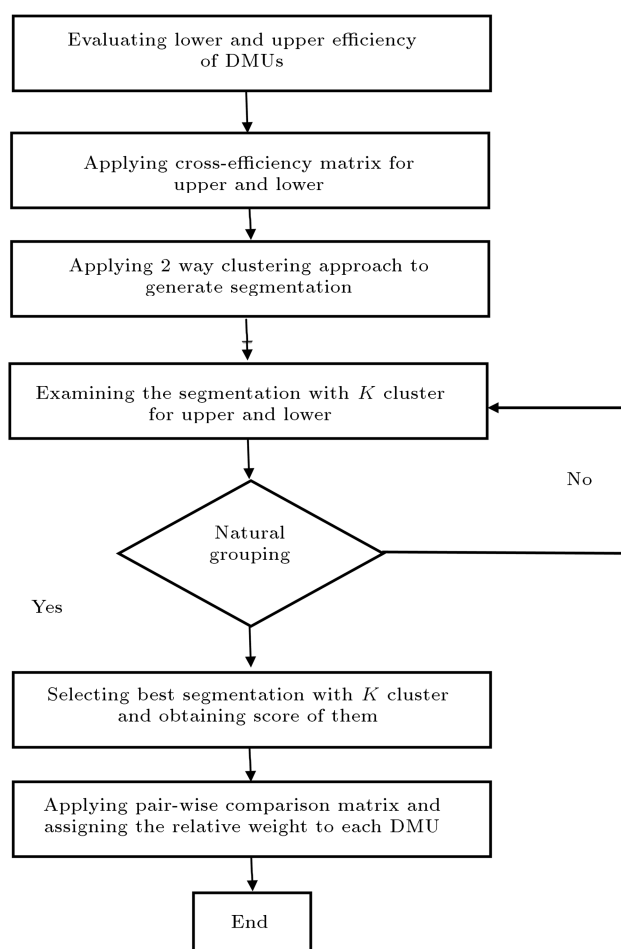 Evaluating lower and upper efficiency
of DMUs
Applying cross-efficiency matrix for
upper and lower
Applying 2 way clustering approach to
generate segmentation
Examining the segmentation with K cluster
for upper and lower
No
Natural
grouping
Yes
Selecting best segmentation with K cluster
and obtaining score of them
Applying pair-wise comparison matrix and
assigning the relative weight to each DMU
End